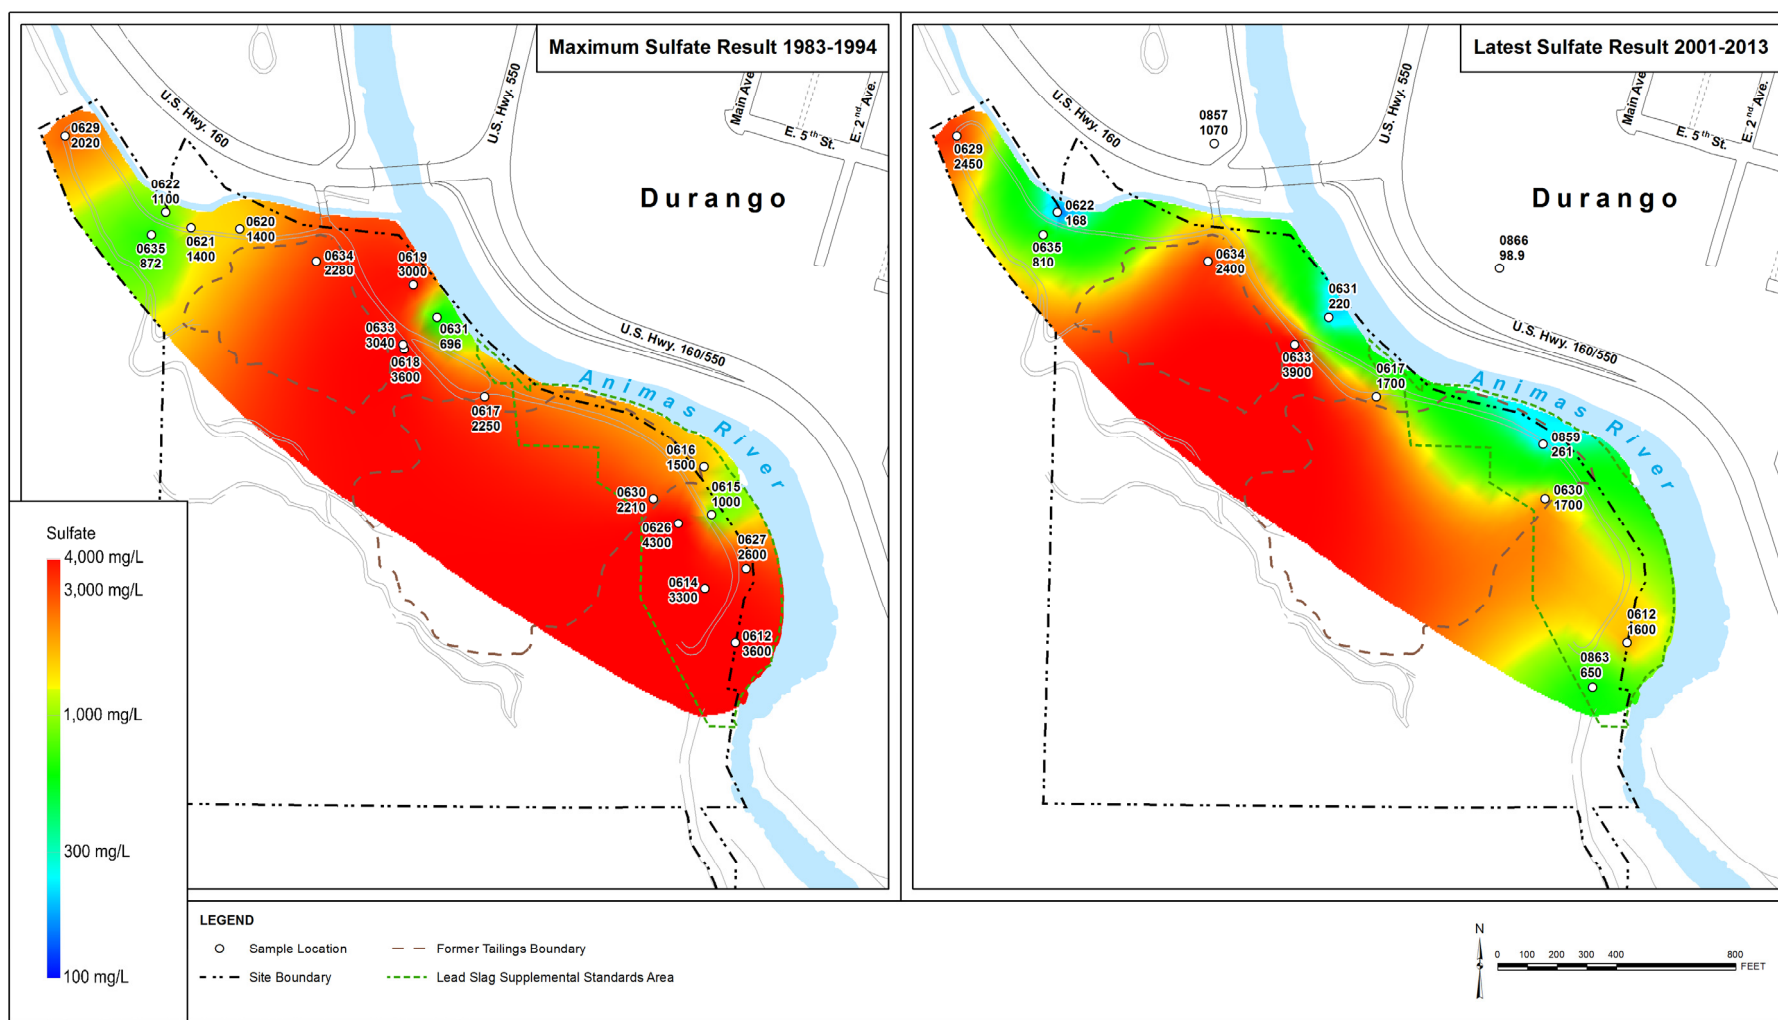 Maximum Sulfate Result 1983-1994
U.S. Hwy. 160
U.S. Hwy. 550
Main Ave.
E. 2nd Ave.
E. 5th St.
Durango
0629
2020
0622
1100
0635
872
0621
1400
0620
1400
0634
2280
0619
3000
0631
696
0633
3040
0618
3600
0617
2250
U.S. Hwy. 160/550
Animas River
0616
1500
0615
1000
0630
2210
0626
4300
0627
2600
0614
3300
0612
3600
Latest Sulfate Result 2001-2013
U.S. Hwy. 160
U.S. Hwy. 550
Main Ave.
E. 2nd Ave.
E. 5th St.
Durango
0857
1070
0866
98.9
0629
2450
0622
168
0635
810
0634
2400
0631
220
0633
3900
0617
1700
U.S. Hwy. 160/550
Animas River
0859
261
0630
1700
0612
1600
0863
650
Sulfate
4,000 mg/L
3,000 mg/L
1,000 mg/L
300 mg/L
100 mg/L
LEGEND
Sample Location
Former Tailings Boundary
Site Boundary
Lead Slag Supplemental Standards Area
N
0 100 200 300 400 800
FEET